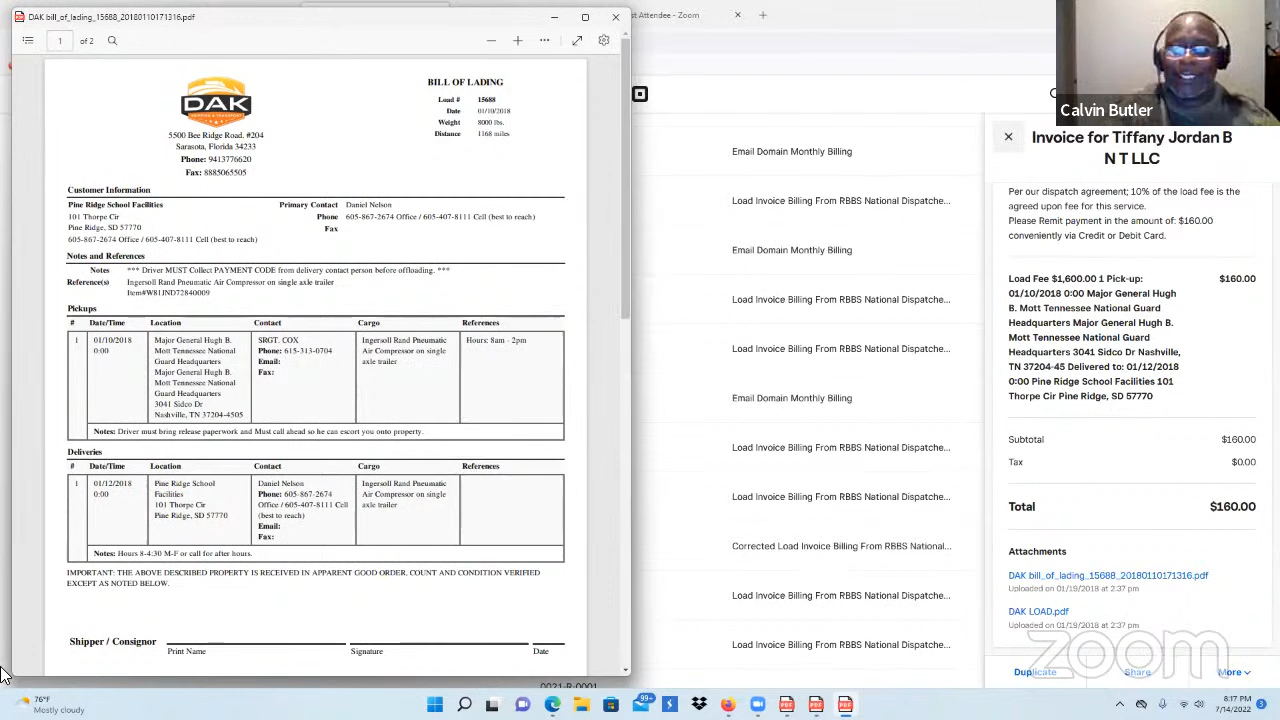 DAK bill_of_lading_15688_20180110171316.pdf
st Attendee - Zoom
1 of 2
DAK
BILL OF LADING
Load # 15688
Date 01/10/2018
Weight 8000 lbs.
Distance 1168 miles
5500 Bee Ridge Road. #204
Sarasota, Florida 34233
Phone: 9413776620
Fax: 8885065505
Customer Information
Pine Ridge School Facilities
101 Thorpe Cir
Pine Ridge, SD 57770
605-867-2674 Office / 605-407-8111 Cell (best to reach)
Primary Contact Daniel Nelson
Phone 605-867-2674 Office / 605-407-8111 Cell (best to reach)
Fax
Notes and References
Notes *** Driver MUST Collect PAYMENT CODE from delivery contact person before offloading. ***
Reference(s) Ingersoll Rand Pneumatic Air Compressor on single axle trailer
Item#W81JND72840009
Pickups
# Date/Time Location Contact Cargo References
1
01/10/2018
0:00
Major General Hugh B.
Mott Tennessee National
Guard Headquarters
Major General Hugh B.
Mott Tennessee National
Guard Headquarters
3041 Sidco Dr
Nashville, TN 37204-4505
SRGT. COX
Phone: 615-313-0704
Email:
Fax:
Ingersoll Rand Pneumatic
Air Compressor on single
axle trailer
Hours: 8am - 2pm
Notes: Driver must bring release paperwork and Must call ahead so he can escort you onto property.
Deliveries
# Date/Time Location Contact Cargo References
1
01/12/2018
0:00
Pine Ridge School
Facilities
101 Thorpe Cir
Pine Ridge, SD 57770
Daniel Nelson
Phone: 605-867-2674
Office / 605-407-8111 Cell
(best to reach)
Email:
Fax:
Ingersoll Rand Pneumatic
Air Compressor on single
axle trailer
Notes: Hours 8-4:30 M-F or call for after hours.
IMPORTANT: THE ABOVE DESCRIBED PROPERTY IS RECEIVED IN APPARENT GOOD ORDER, COUNT AND CONDITION VERIFIED
EXCEPT AS NOTED BELOW.
Shipper / Consignor
Print Name Signature Date
Email Domain Monthly Billing
Load Invoice Billing From RBBS National Dispatche...
Email Domain Monthly Billing
Load Invoice Billing From RBBS National Dispatche...
Load Invoice Billing From RBBS National Dispatche...
Email Domain Monthly Billing
Load Invoice Billing From RBBS National Dispatche...
Load Invoice Billing From RBBS National Dispatche...
Corrected Load Invoice Billing From RBBS National...
Load Invoice Billing From RBBS National Dispatche...
Load Invoice Billing From RBBS National Dispatche...
0021-R-0001
Calvin Butler
Invoice for Tiffany Jordan B
N T LLC
Per our dispatch agreement; 10% of the load fee is the
agreed upon fee for this service.
Please Remit payment in the amount of: $160.00
conveniently via Credit or Debit Card.
Load Fee $1,600.00 1 Pick-up: $160.00
01/10/2018 0:00 Major General Hugh
B. Mott Tennessee National Guard
Headquarters Major General Hugh B.
Mott Tennessee National Guard
Headquarters 3041 Sidco Dr Nashville,
TN 37204-45 Delivered to: 01/12/2018
0:00 Pine Ridge School Facilities 101
Thorpe Cir Pine Ridge, SD 57770
Subtotal $160.00
Tax $0.00
Total $160.00
Attachments
DAK bill_of_lading_15688_20180110171316.pdf
Uploaded on 01/19/2018 at 2:37 pm
DAK LOAD.pdf
Uploaded on 01/19/2018 at 2:37 pm
zoom
Duplicate Share More
76°F
Mostly cloudy
99+
8:17 PM
7/14/2022
3